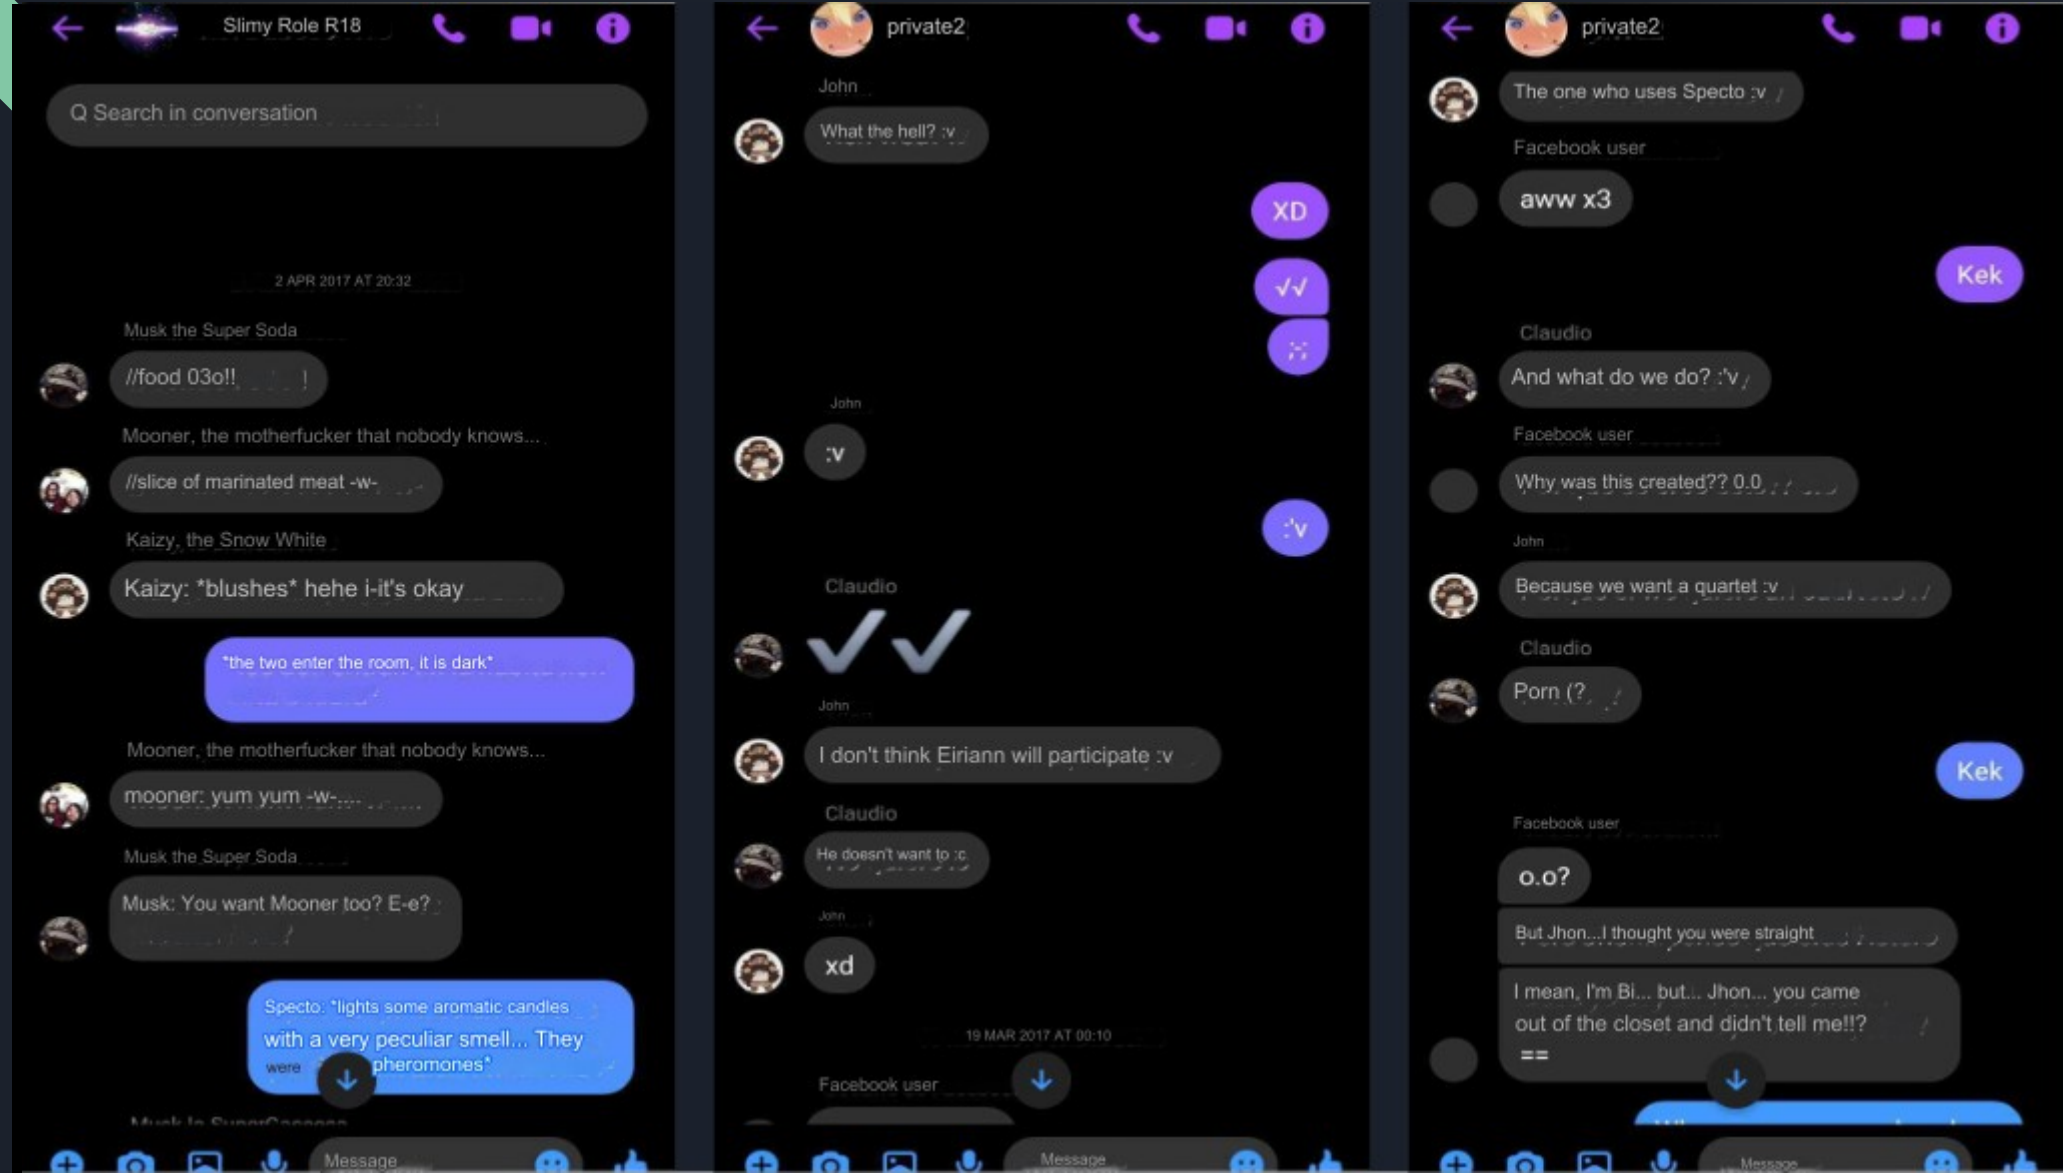 Slimy Role R18
Q Search in conversation
2 APR 2017 AT 20:32
Musk the Super Soda
//food 03o!!
Mooner, the motherfucker that nobody knows...
//slice of marinated meat -w-
Kaizy, the Snow White
Kaizy: *blushes* hehe i-it's okay
*the two enter the room, it is dark*
Mooner, the motherfucker that nobody knows...
mooner: yum yum -w-....
Musk the Super Soda
Musk: You want Mooner too? E-e?
Specto: *lights some aromatic candles
with a very peculiar smell... They
were pheromones*
Message
private2
John
What the hell? :v
XD
√√
;-;
John
:v
:'v
Claudio
✓✓
John
I don't think Eiriann will participate :v
Claudio
He doesn't want to :c
John
xd
19 MAR 2017 AT 00:10
Facebook user
Message
private2
The one who uses Specto :v
Facebook user
aww x3
Kek
Claudio
And what do we do? :'v
Facebook user
Why was this created?? 0.0
John
Because we want a quartet :v
Claudio
Porn (?
Kek
Facebook user
o.o?
But Jhon...I thought you were straight
I mean, I'm Bi... but... Jhon... you came
out of the closet and didn't tell me!!?
==
Message